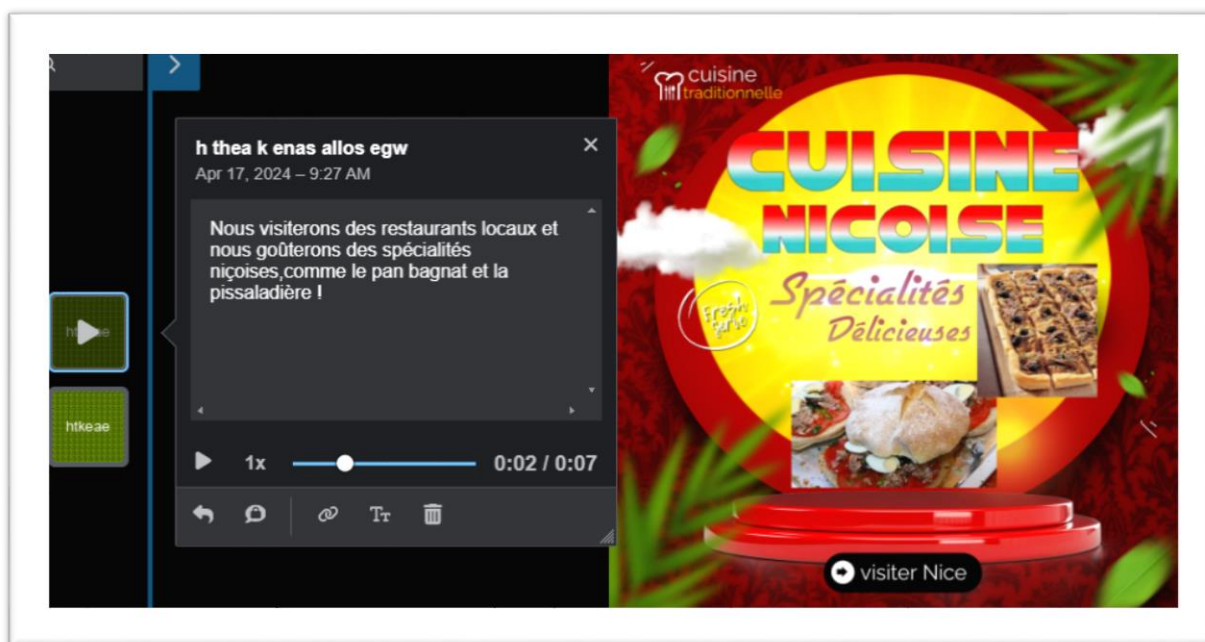 h thea k enas allos egw
Apr 17, 2024 – 9:27 AM
Nous visiterons des restaurants locaux et
nous goûterons des spécialités
niçoises,comme le pan bagnat et la
pissaladière !
htkeae
1x
0:02 / 0:07
cuisine
traditionnelle
CUISINE
NICOISE
Spécialités
Délicieuses
Fresh
visiter Nice